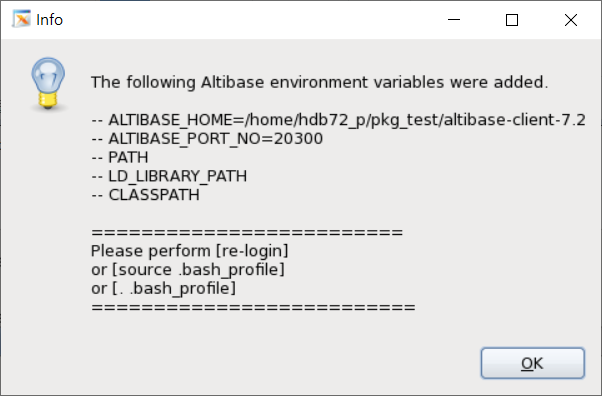 Info
The following Altibase environment variables were added.
-- ALTIBASE_HOME=/home/hdb72_p/pkg_test/altibase-client-7.2
-- ALTIBASE_PORT_NO=20300
-- PATH
-- LD_LIBRARY_PATH
-- CLASSPATH
=========================
Please perform [re-login]
or [source .bash_profile]
or [. .bash_profile]
==========================
OK